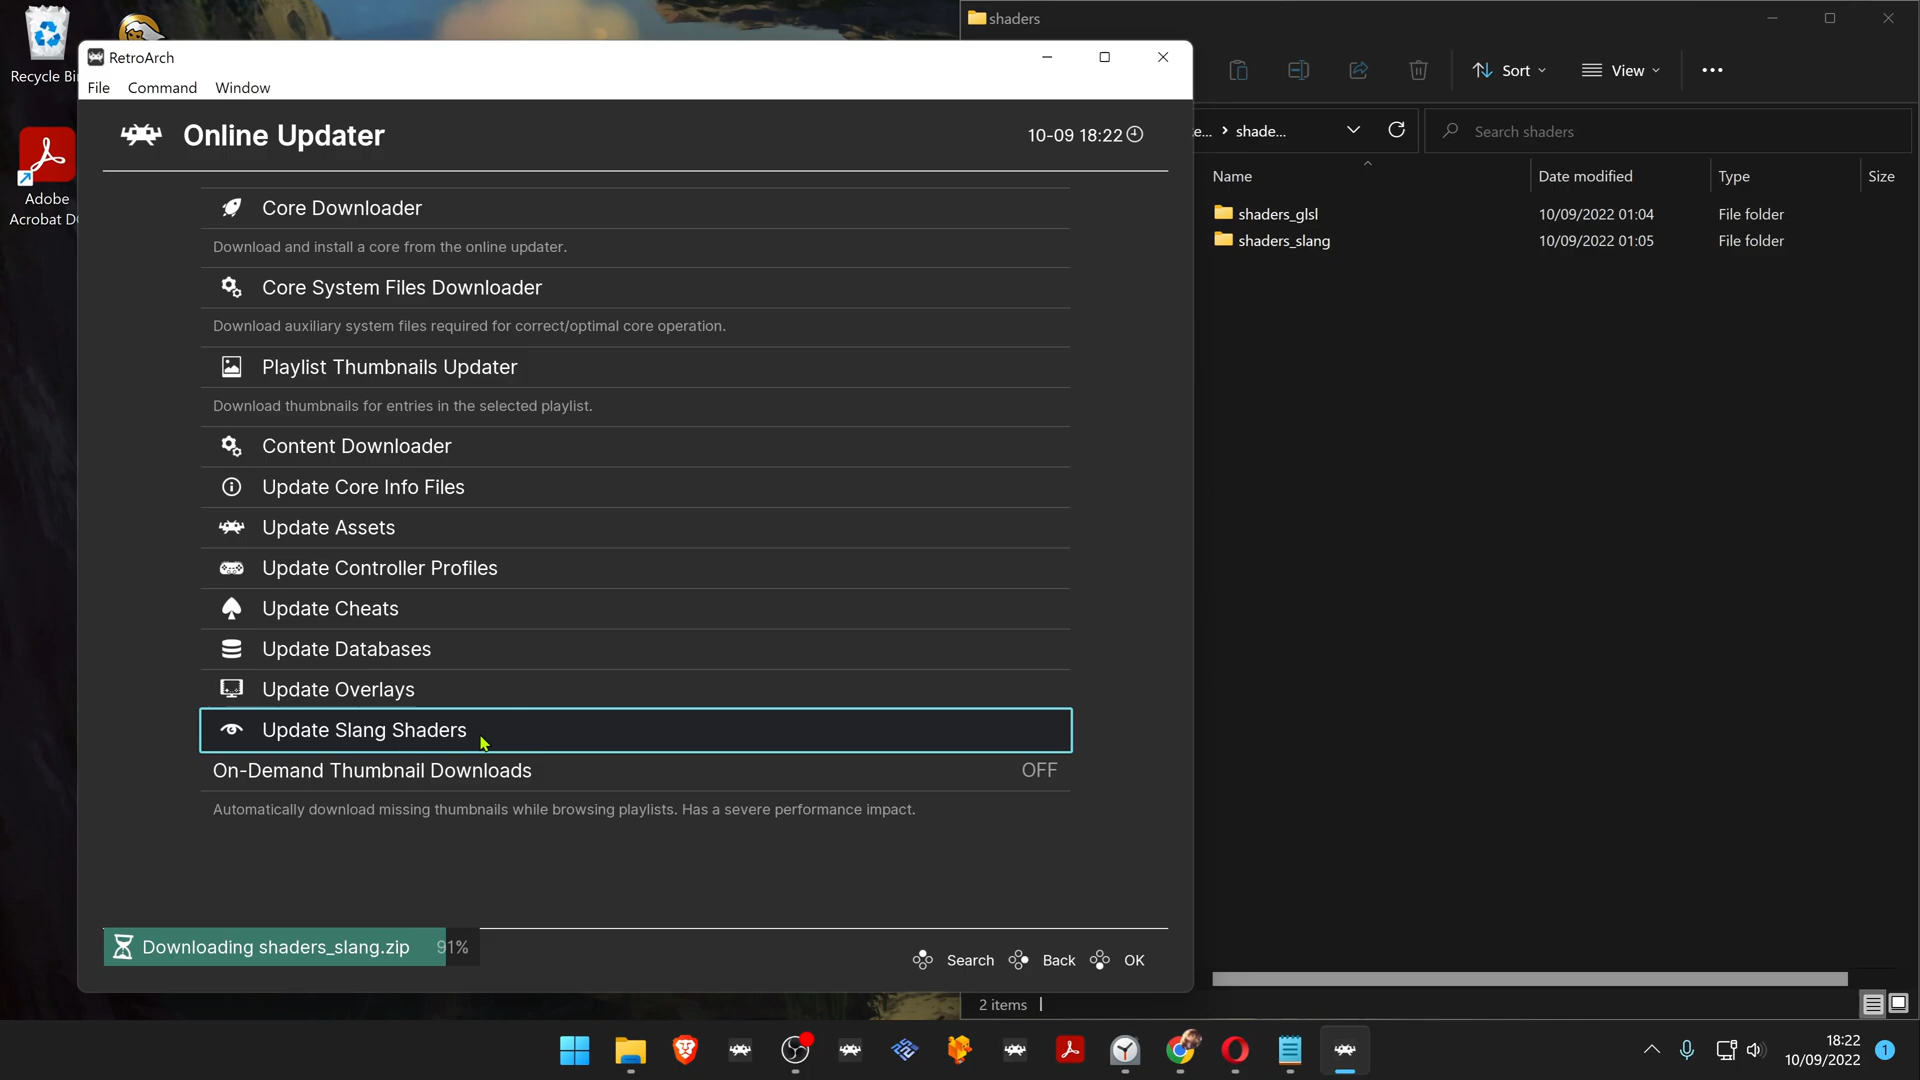 Recycle Bi
Adobe
Acrobat D
RetroArch
File Command Window
Online Updater
10-09 18:22
Core Downloader
Download and install a core from the online updater.
Core System Files Downloader
Download auxiliary system files required for correct/optimal core operation.
Playlist Thumbnails Updater
Download thumbnails for entries in the selected playlist.
Content Downloader
Update Core Info Files
Update Assets
Update Controller Profiles
Update Cheats
Update Databases
Update Overlays
Update Slang Shaders
On-Demand Thumbnail Downloads OFF
Automatically download missing thumbnails while browsing playlists. Has a severe performance impact.
Downloading shaders_slang.zip 91%
Search Back OK
shaders
Sort View
e... shade... Search shaders
Name Date modified Type Size
shaders_glsl 10/09/2022 01:04 File folder
shaders_slang 10/09/2022 01:05 File folder
2 items
18:22
10/09/2022 1